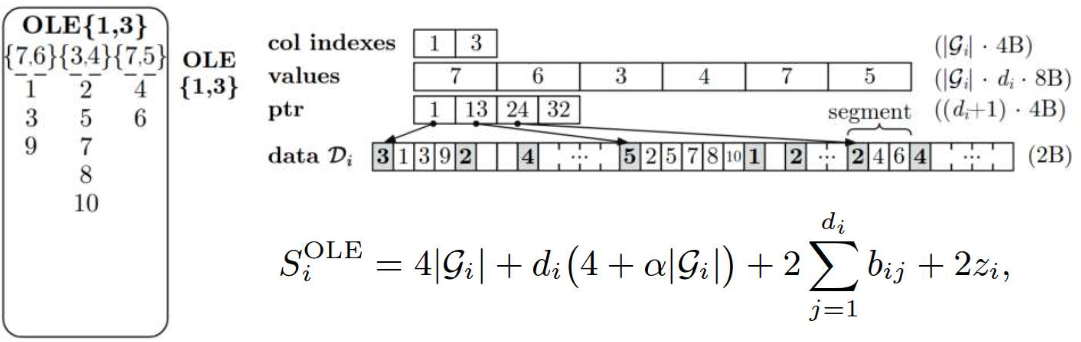 OLE{1,3}
{7,6}{3,4}{7,5}
1 2 4
3 5 6
9 7
8
10
OLE
{1,3}
col indexes 1 3 (|𝒢ᵢ| · 4B)
values 7 6 3 4 7 5 (|𝒢ᵢ| · dᵢ · 8B)
ptr 1 13 24 32 segment ((dᵢ+1) · 4B)
data 𝒟ᵢ 3 1 3 9 2 4 ... 5 2 5 7 8 10 1 2 ... 2 4 6 4 ... (2B)
Sᵢᴼᴸᴱ = 4|𝒢ᵢ| + dᵢ(4 + α|𝒢ᵢ|) + 2 ∑_{j=1}^{dᵢ} bᵢⱼ + 2zᵢ,